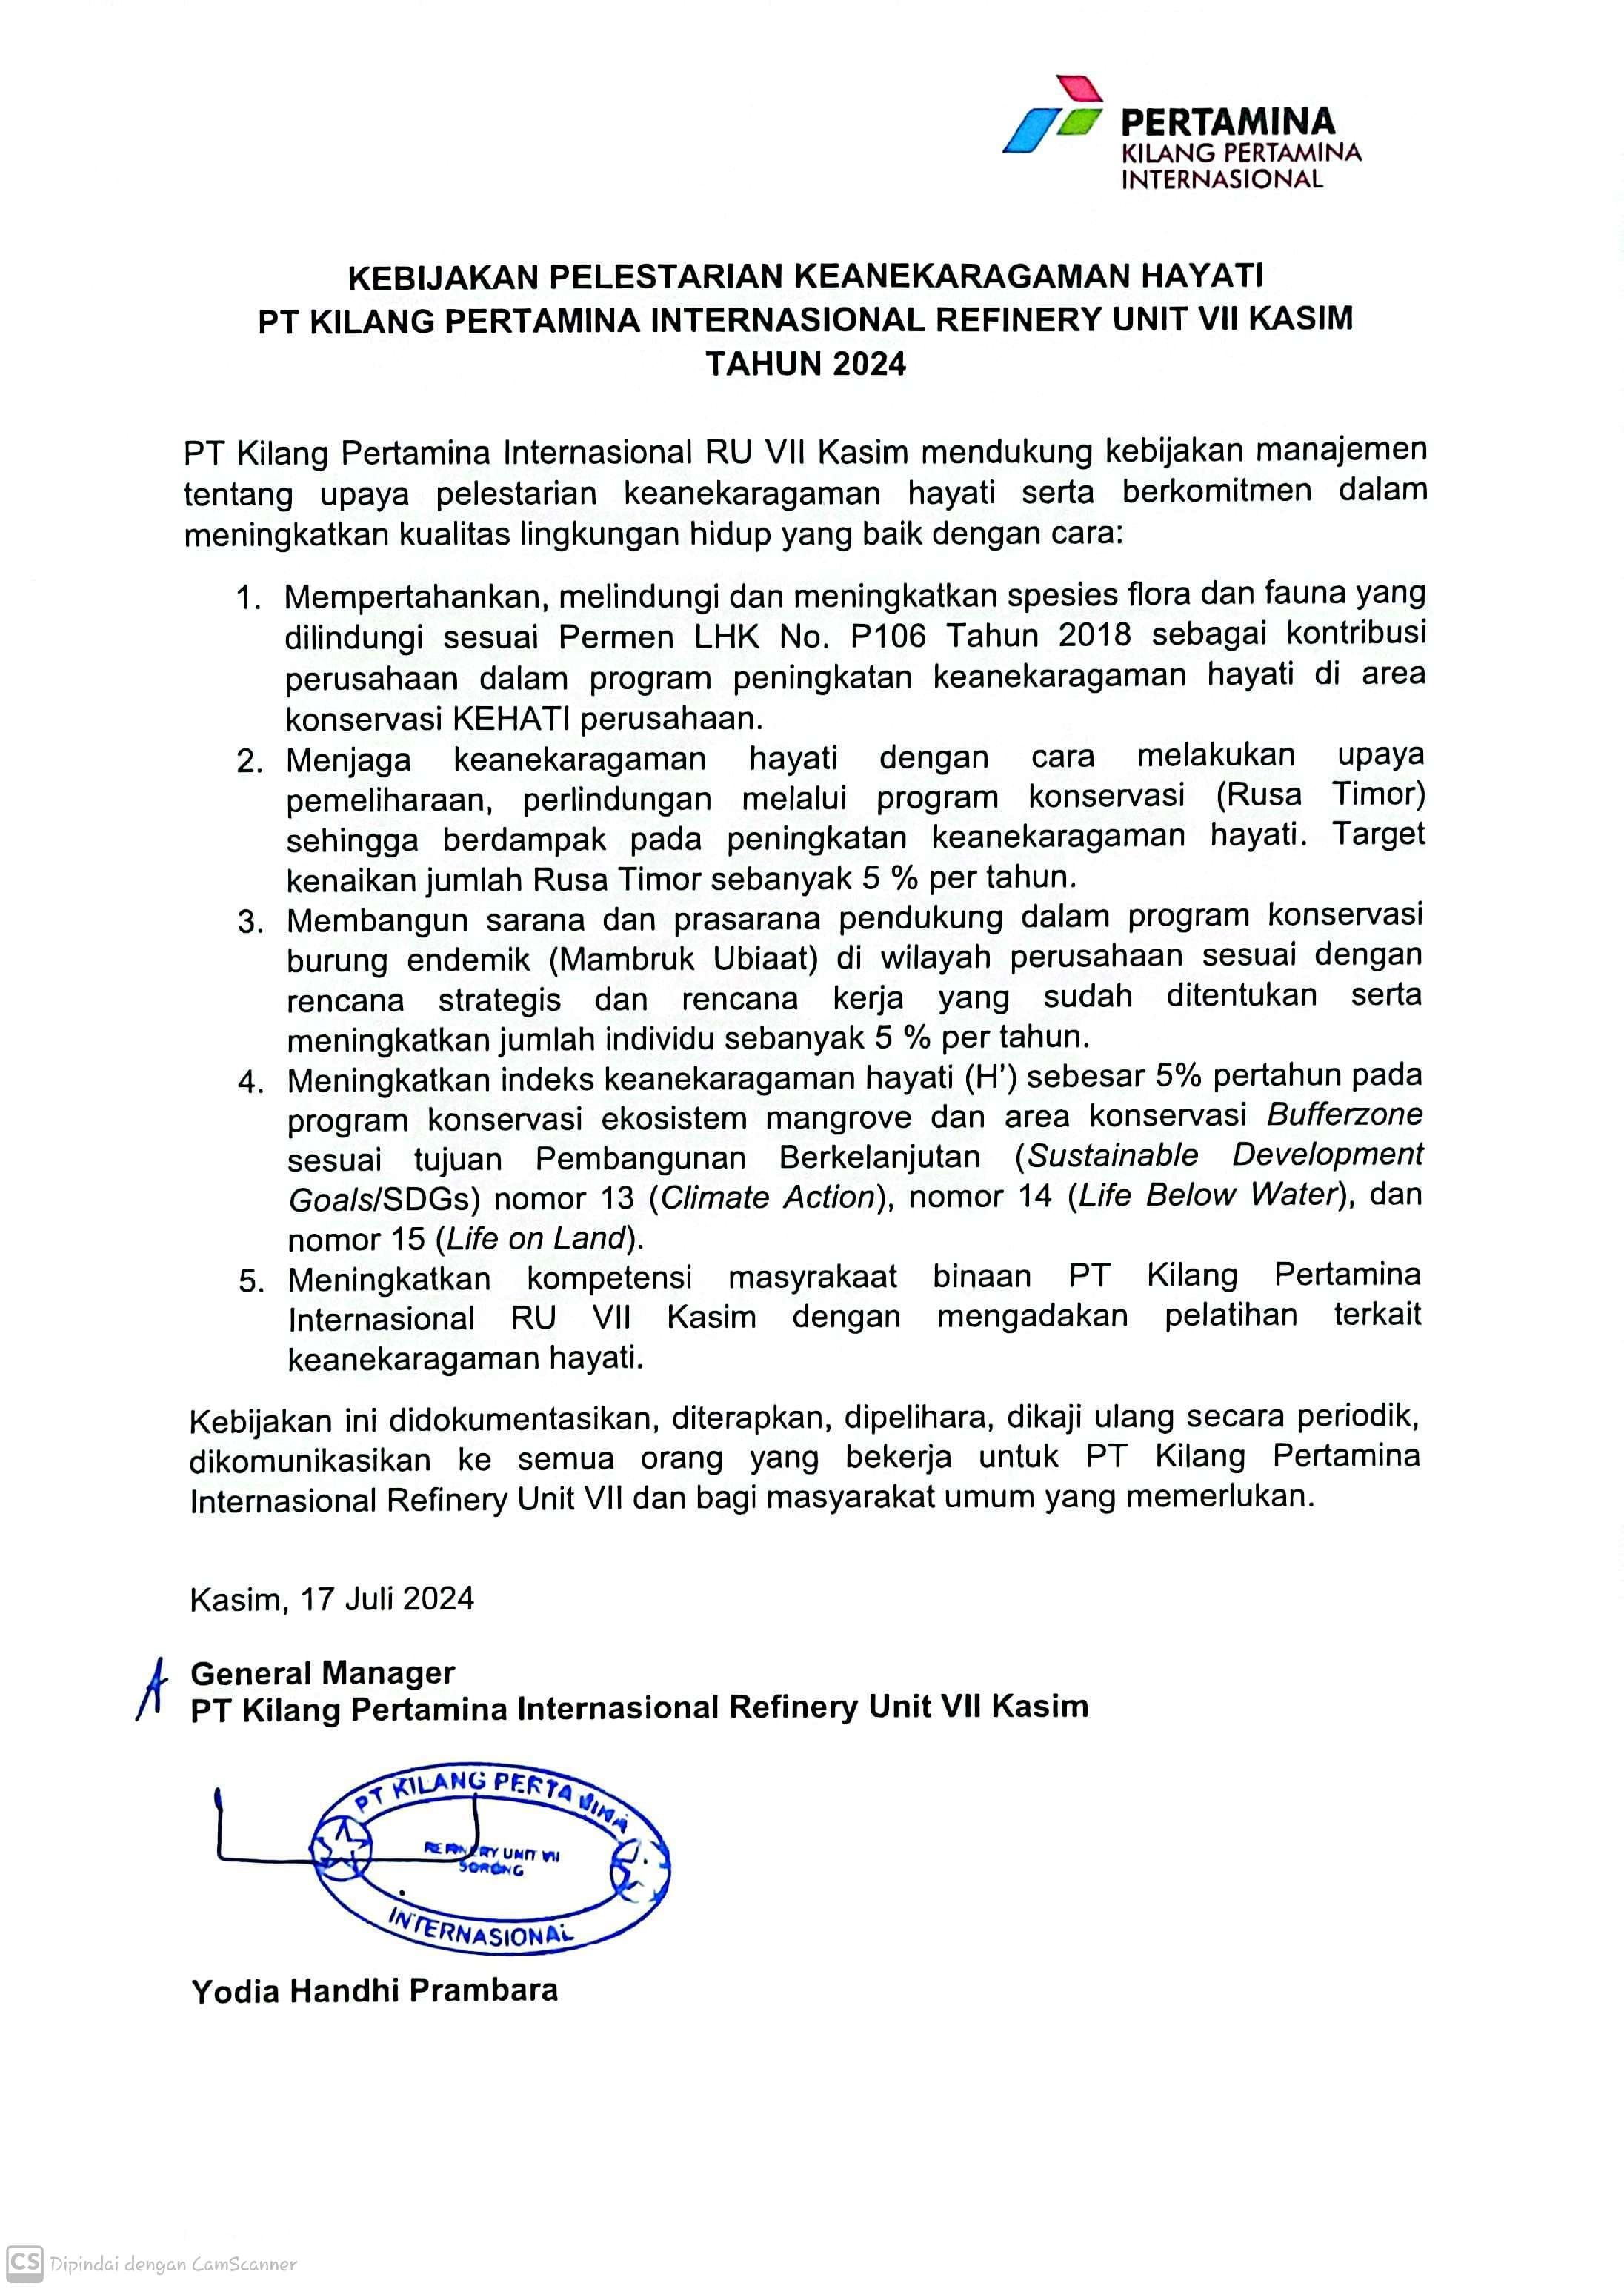 PERTAMINA
KILANG PERTAMINA
INTERNASIONAL
KEBIJAKAN PELESTARIAN KEANEKARAGAMAN HAYATI
PT KILANG PERTAMINA INTERNASIONAL REFINERY UNIT VII KASIM
TAHUN 2024
PT Kilang Pertamina Internasional RU VII Kasim mendukung kebijakan manajemen
tentang upaya pelestarian keanekaragaman hayati serta berkomitmen dalam
meningkatkan kualitas lingkungan hidup yang baik dengan cara:
1. Mempertahankan, melindungi dan meningkatkan spesies flora dan fauna yang
dilindungi sesuai Permen LHK No. P106 Tahun 2018 sebagai kontribusi
perusahaan dalam program peningkatan keanekaragaman hayati di area
konservasi KEHATI perusahaan.
2. Menjaga keanekaragaman hayati dengan cara melakukan upaya
pemeliharaan, perlindungan melalui program konservasi (Rusa Timor)
sehingga berdampak pada peningkatan keanekaragaman hayati. Target
kenaikan jumlah Rusa Timor sebanyak 5 % per tahun.
3. Membangun sarana dan prasarana pendukung dalam program konservasi
burung endemik (Mambruk Ubiaat) di wilayah perusahaan sesuai dengan
rencana strategis dan rencana kerja yang sudah ditentukan serta
meningkatkan jumlah individu sebanyak 5 % per tahun.
4. Meningkatkan indeks keanekaragaman hayati (H') sebesar 5% pertahun pada
program konservasi ekosistem mangrove dan area konservasi Bufferzone
sesuai tujuan Pembangunan Berkelanjutan (Sustainable Development
Goals/SDGs) nomor 13 (Climate Action), nomor 14 (Life Below Water), dan
nomor 15 (Life on Land).
5. Meningkatkan kompetensi masyrakaat binaan PT Kilang Pertamina
Internasional RU VII Kasim dengan mengadakan pelatihan terkait
keanekaragaman hayati.
Kebijakan ini didokumentasikan, diterapkan, dipelihara, dikaji ulang secara periodik,
dikomunikasikan ke semua orang yang bekerja untuk PT Kilang Pertamina
Internasional Refinery Unit VII dan bagi masyarakat umum yang memerlukan.
Kasim, 17 Juli 2024
General Manager
PT Kilang Pertamina Internasional Refinery Unit VII Kasim
PT KILANG PERTAMINA
REFINERY UNIT VII
SORONG
INTERNASIONAL
Yodia Handhi Prambara
CS Dipindai dengan CamScanner